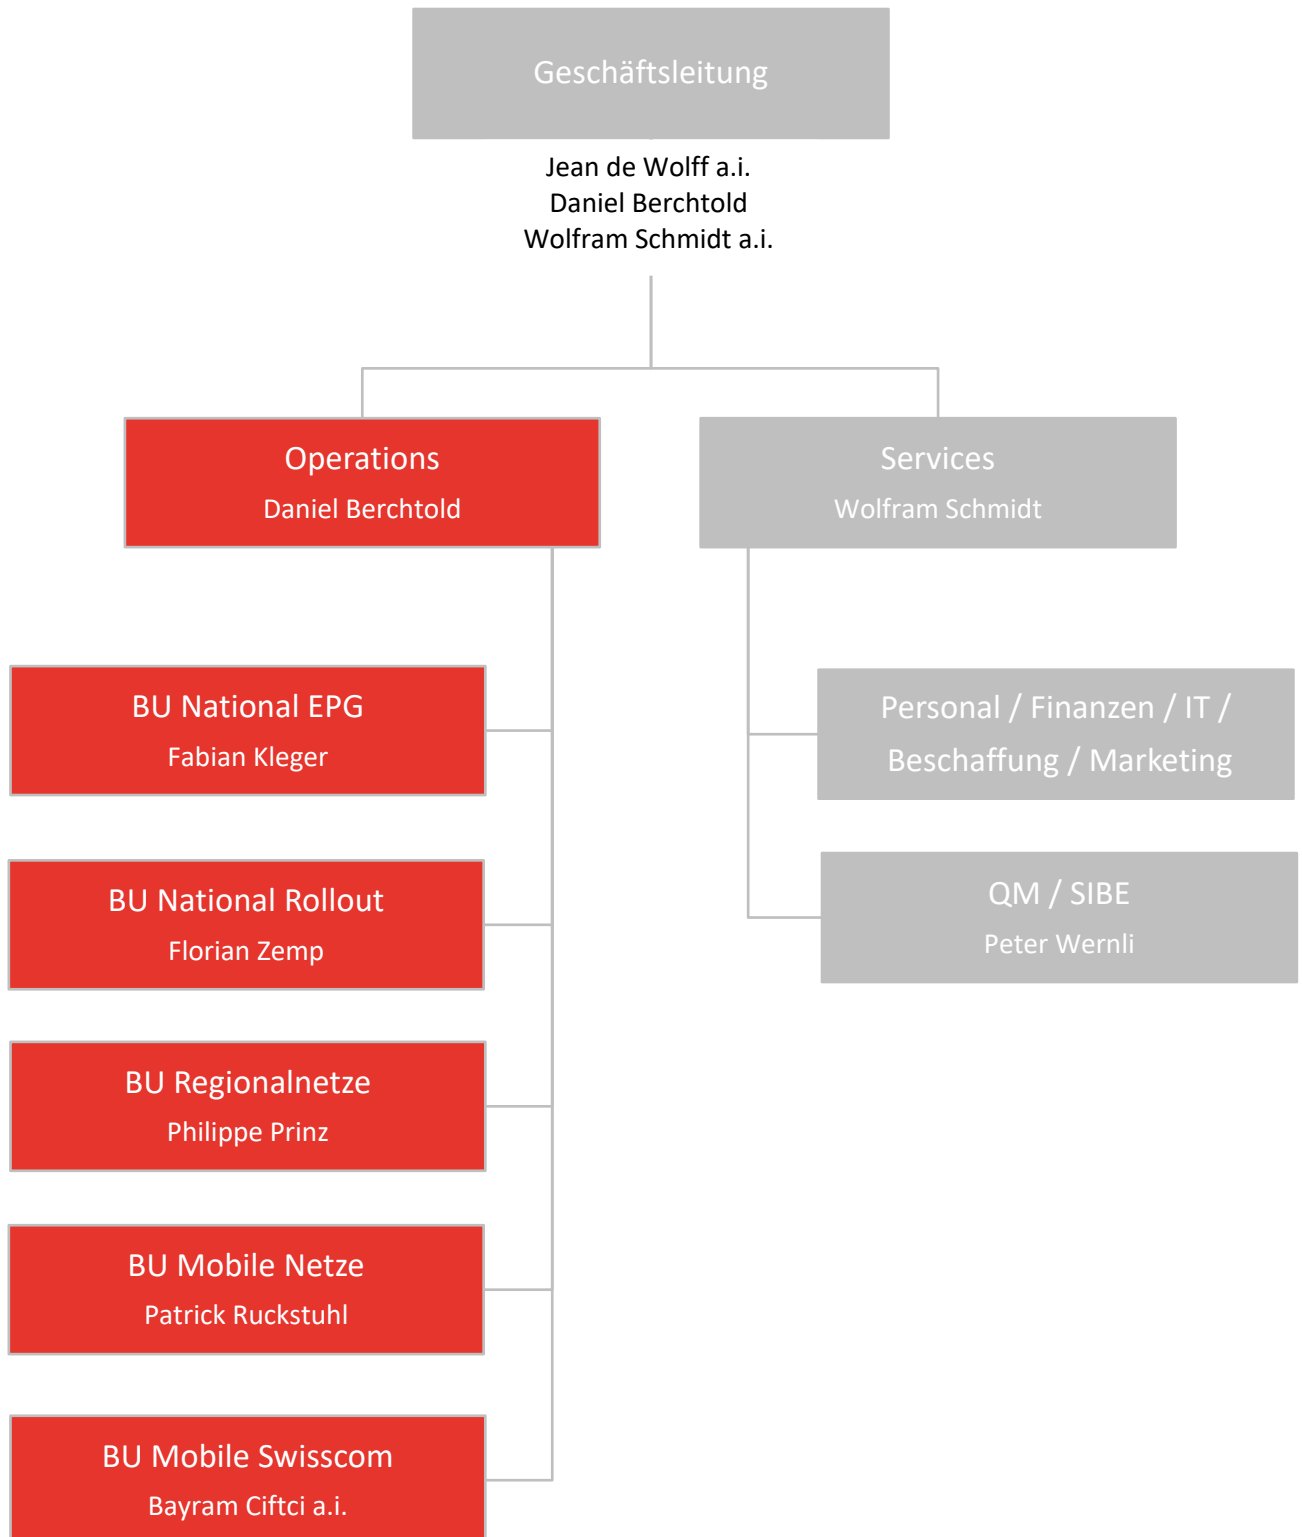 Geschäftsleitung
Jean de Wolff a.i.
Daniel Berchtold
Wolfram Schmidt a.i.
Operations
Daniel Berchtold
Services
Wolfram Schmidt
BU National EPG
Fabian Kleger
BU National Rollout
Florian Zemp
BU Regionalnetze
Philippe Prinz
BU Mobile Netze
Patrick Ruckstuhl
BU Mobile Swisscom
Bayram Ciftci a.i.
Personal / Finanzen / IT /
Beschaffung / Marketing
QM / SIBE
Peter Wernli